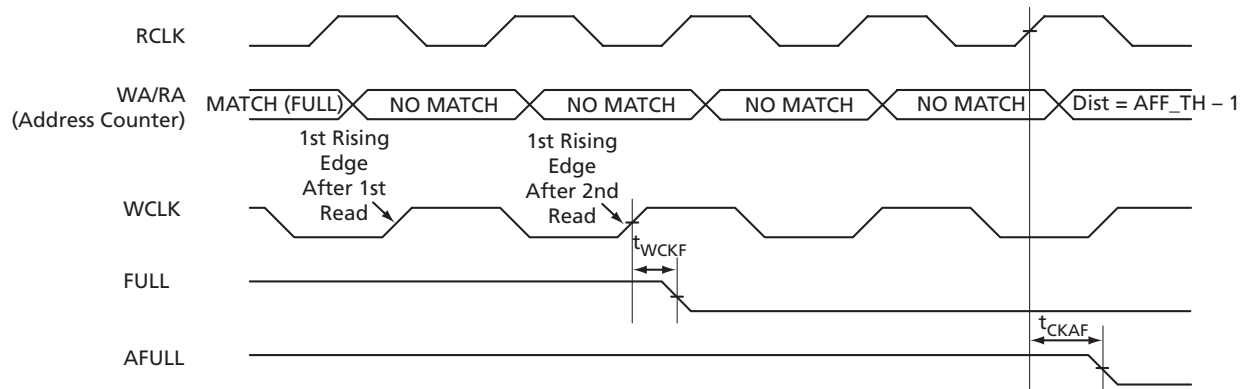 RCLK
WA/RA
(Address Counter)
MATCH (FULL)
NO MATCH
NO MATCH
NO MATCH
NO MATCH
Dist = AFF_TH – 1
1st Rising
Edge
After 1st
Read
1st Rising
Edge
After 2nd
Read
WCLK
tWCKF
FULL
tCKAF
AFULL